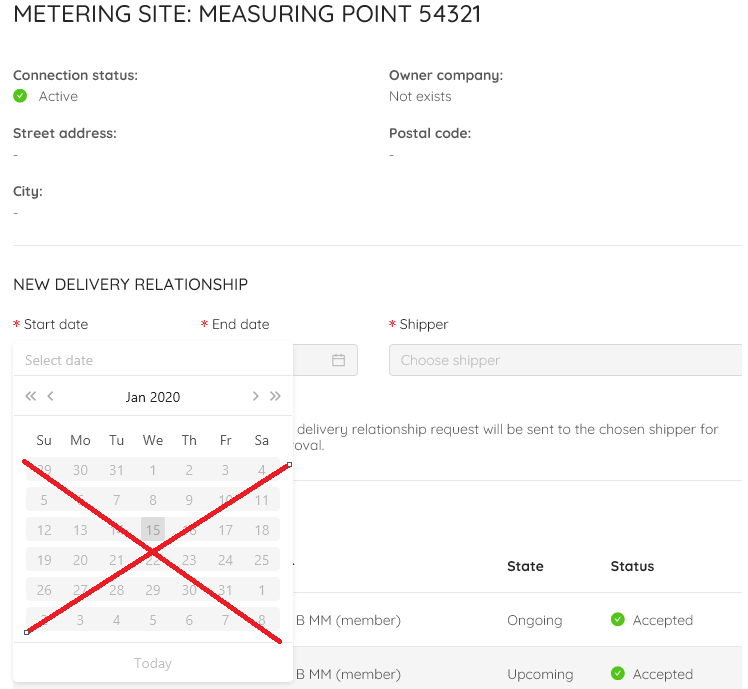 METERING SITE: MEASURING POINT 54321
Connection status:
Owner company:
Active
Not exists
Street address:
Postal code:
-
-
City:
-
NEW DELIVERY RELATIONSHIP
* Start date
* End date
* Shipper
Select date
Choose shipper
Jan 2020
delivery relationship request will be sent to the chosen shipper for
oval.
Su Mo Tu We Th Fr Sa
29 30 31 1 2 3 4
5 6 7 8 9 10 11
12 13 14 15 16 17 18
19 20 21 22 23 24 25
26 27 28 29 30 31 1
2 3 4 5 6 7 8
Today
State Status
B MM (member) Ongoing Accepted
B MM (member) Upcoming Accepted